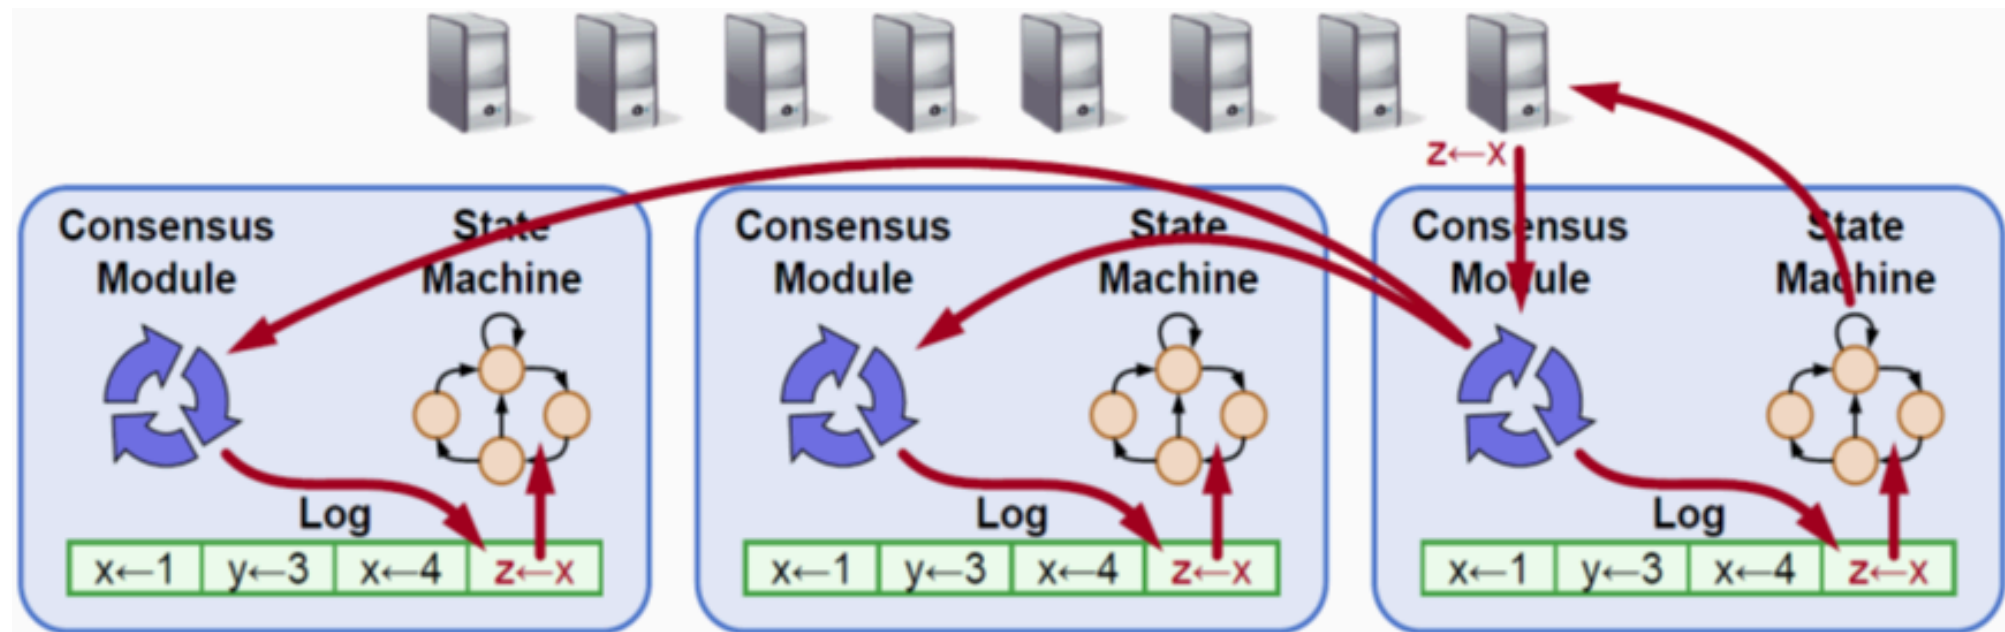 z←x
Consensus
Module
State
Machine
Log
x←1 y←3 x←4 z←x
Consensus
Module
State
Machine
Log
x←1 y←3 x←4 z←x
Consensus
Module
State
Machine
Log
x←1 y←3 x←4 z←x